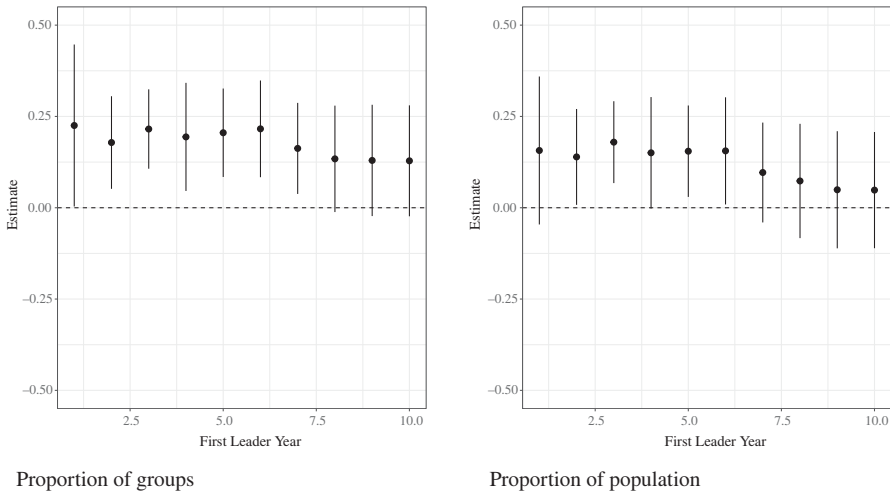 0.50
0.25
0.00
−0.25
−0.50
Estimate
2.5 5.0 7.5 10.0
First Leader Year
Proportion of groups
0.50
0.25
0.00
−0.25
−0.50
Estimate
2.5 5.0 7.5 10.0
First Leader Year
Proportion of population